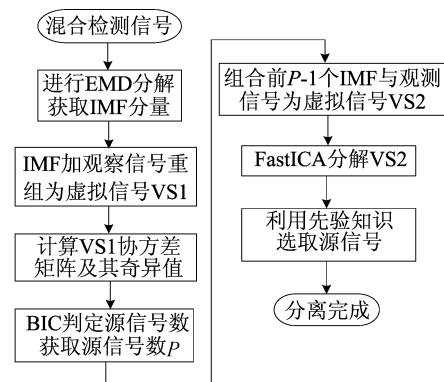 混合检测信号
进行EMD分解
获取IMF分量
IMF加观察信号重
组为虚拟信号VS1
计算VS1协方差
矩阵及其奇异值
BIC判定源信号数
获取源信号数P
组合前P-1个IMF与观测
信号为虚拟信号VS2
FastICA分解VS2
利用先验知识
选取源信号
分离完成